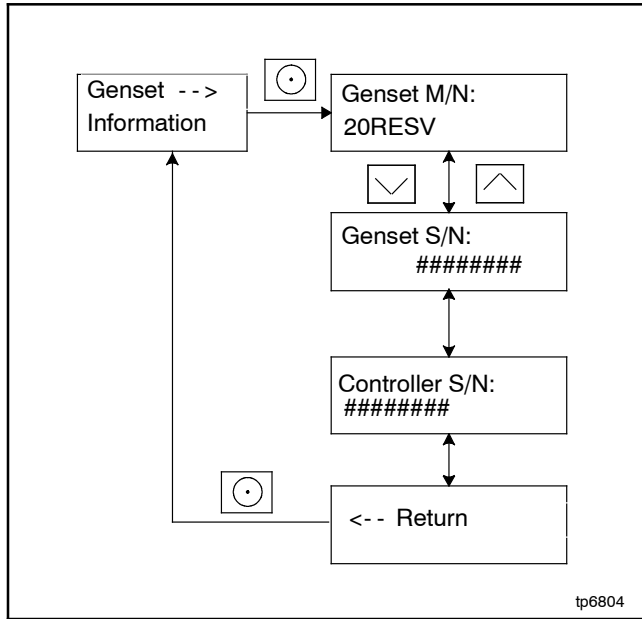 Genset - - >
Information
Genset M/N:
20RESV
Genset S/N:
########
Controller S/N:
########
<- - Return
tp6804